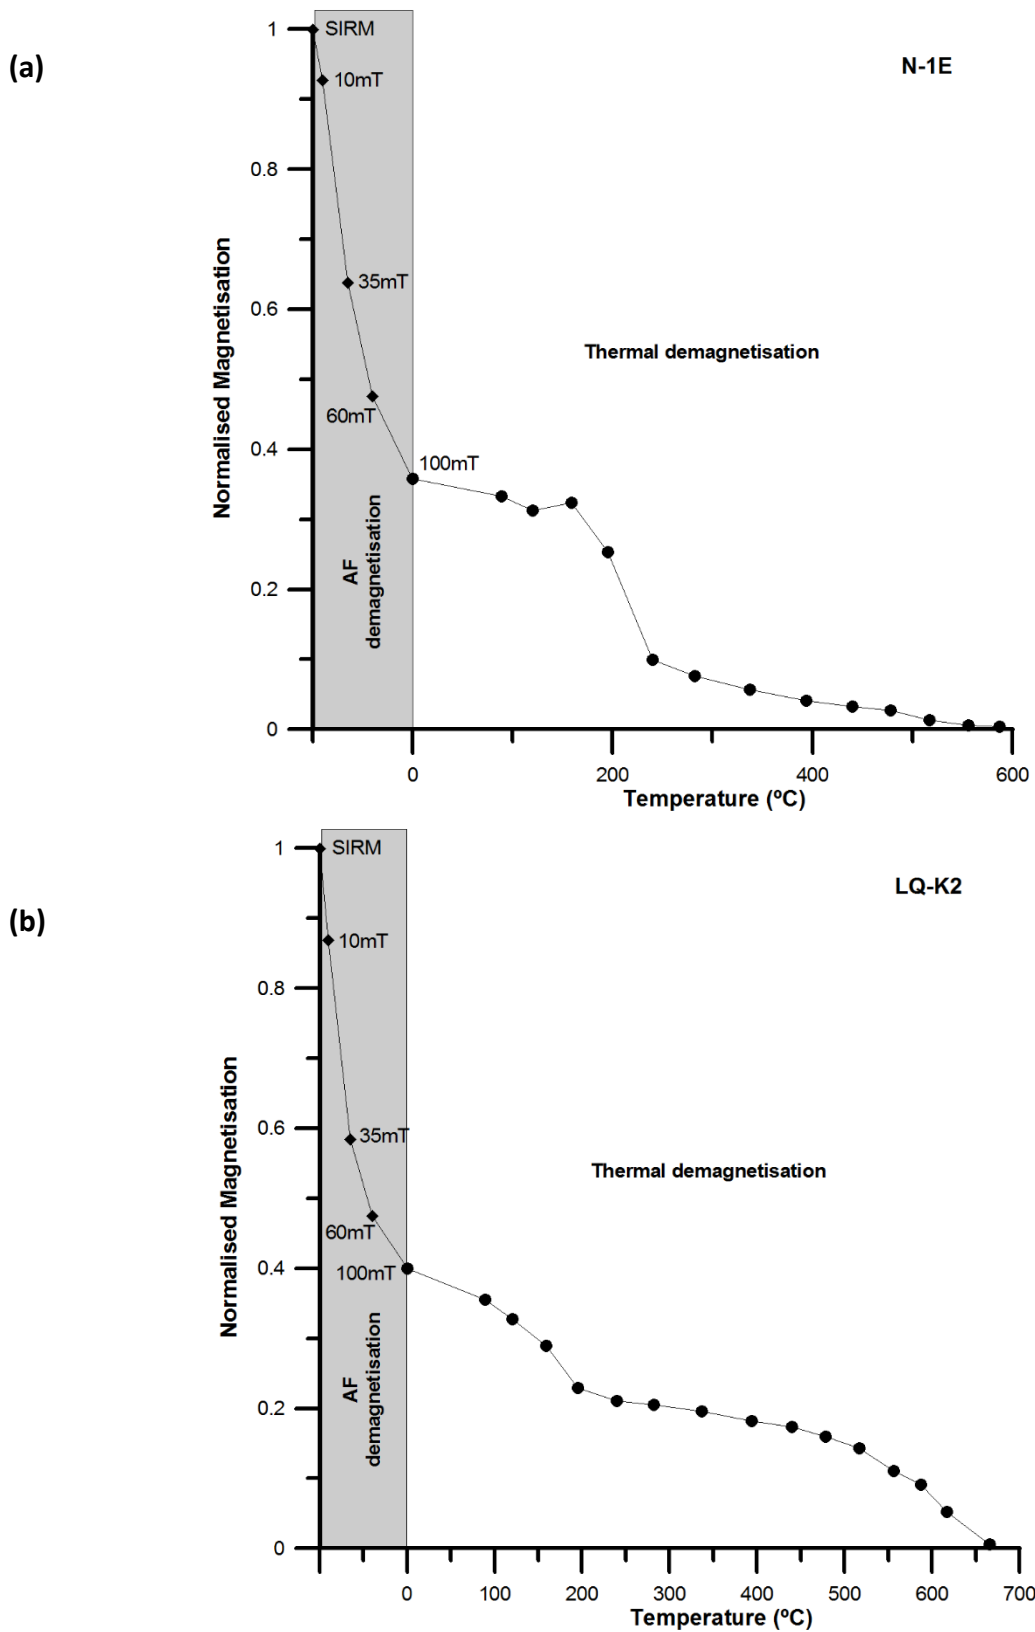 (a)
N-1E
1
SIRM
10mT
0.8
35mT
0.6
Thermal demagnetisation
60mT
0.4
100mT
0.2
0
Normalised Magnetisation
AF
demagnetisation
0
200
400
600
Temperature (ºC)
(b)
LQ-K2
1
SIRM
10mT
0.8
35mT
0.6
Thermal demagnetisation
60mT
0.4
100mT
0.2
0
Normalised Magnetisation
AF
demagnetisation
0
100
200
300
400
500
600
700
Temperature (ºC)